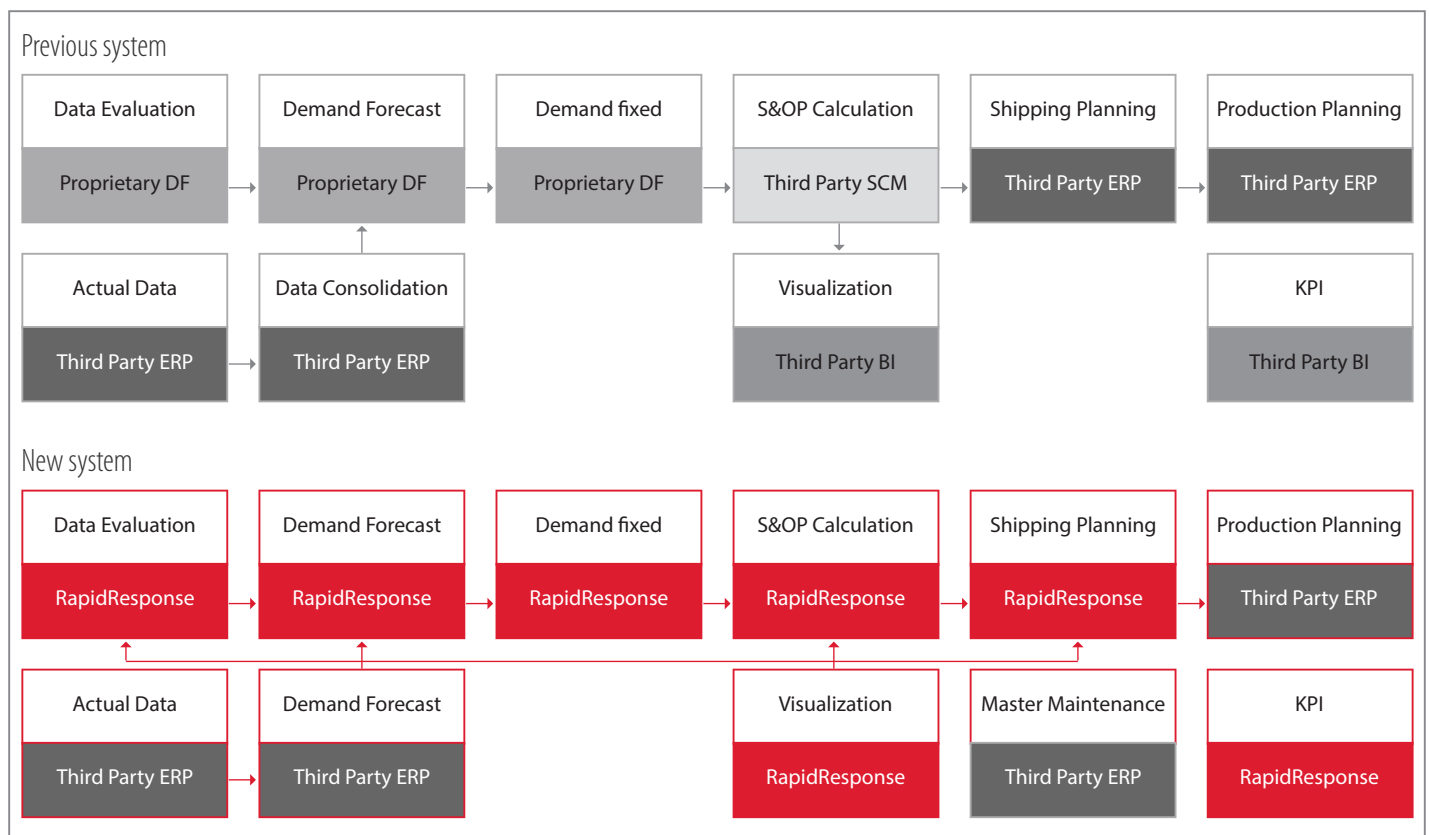 Previous system
Data Evaluation
Demand Forecast
Demand fixed
S&OP Calculation
Shipping Planning
Production Planning
Proprietary DF
Proprietary DF
Proprietary DF
Third Party SCM
Third Party ERP
Third Party ERP
Actual Data
Data Consolidation
Visualization
KPI
Third Party ERP
Third Party ERP
Third Party BI
Third Party BI
New system
Data Evaluation
Demand Forecast
Demand fixed
S&OP Calculation
Shipping Planning
Production Planning
RapidResponse
RapidResponse
RapidResponse
RapidResponse
RapidResponse
Third Party ERP
Actual Data
Demand Forecast
Visualization
Master Maintenance
KPI
Third Party ERP
Third Party ERP
RapidResponse
Third Party ERP
RapidResponse